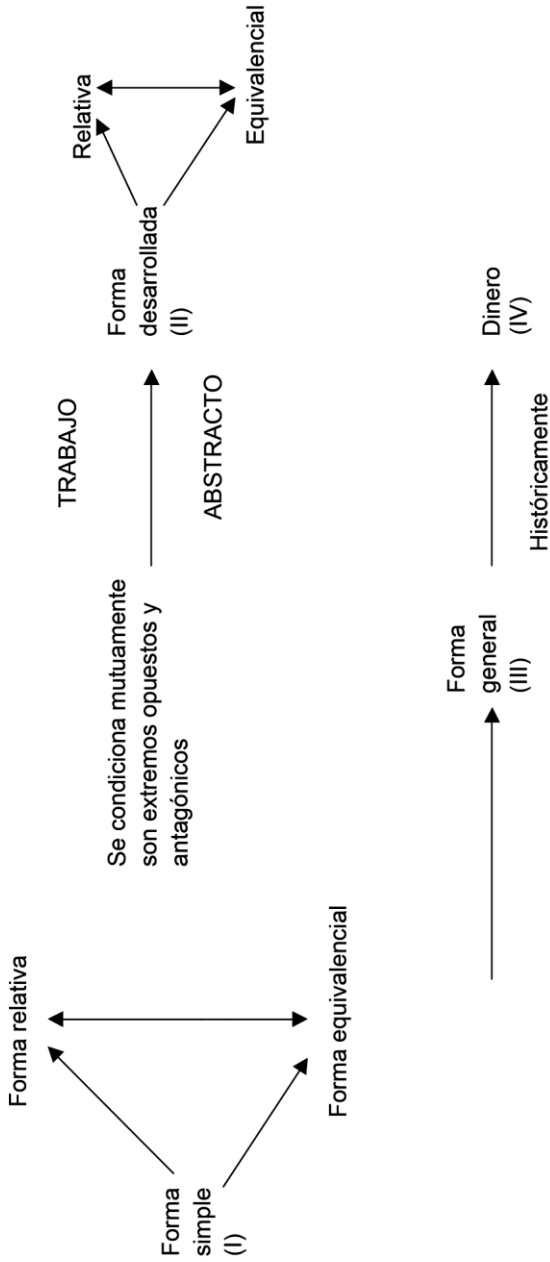 Forma relativa
Forma
simple
(I)
Forma equivalencial
Se condiciona mutuamente
son extremos opuestos y
antagónicos
TRABAJO
ABSTRACTO
Forma
desarrollada
(II)
Relativa
Equivalencial
Forma
general
(III)
Históricamente
Dinero
(IV)